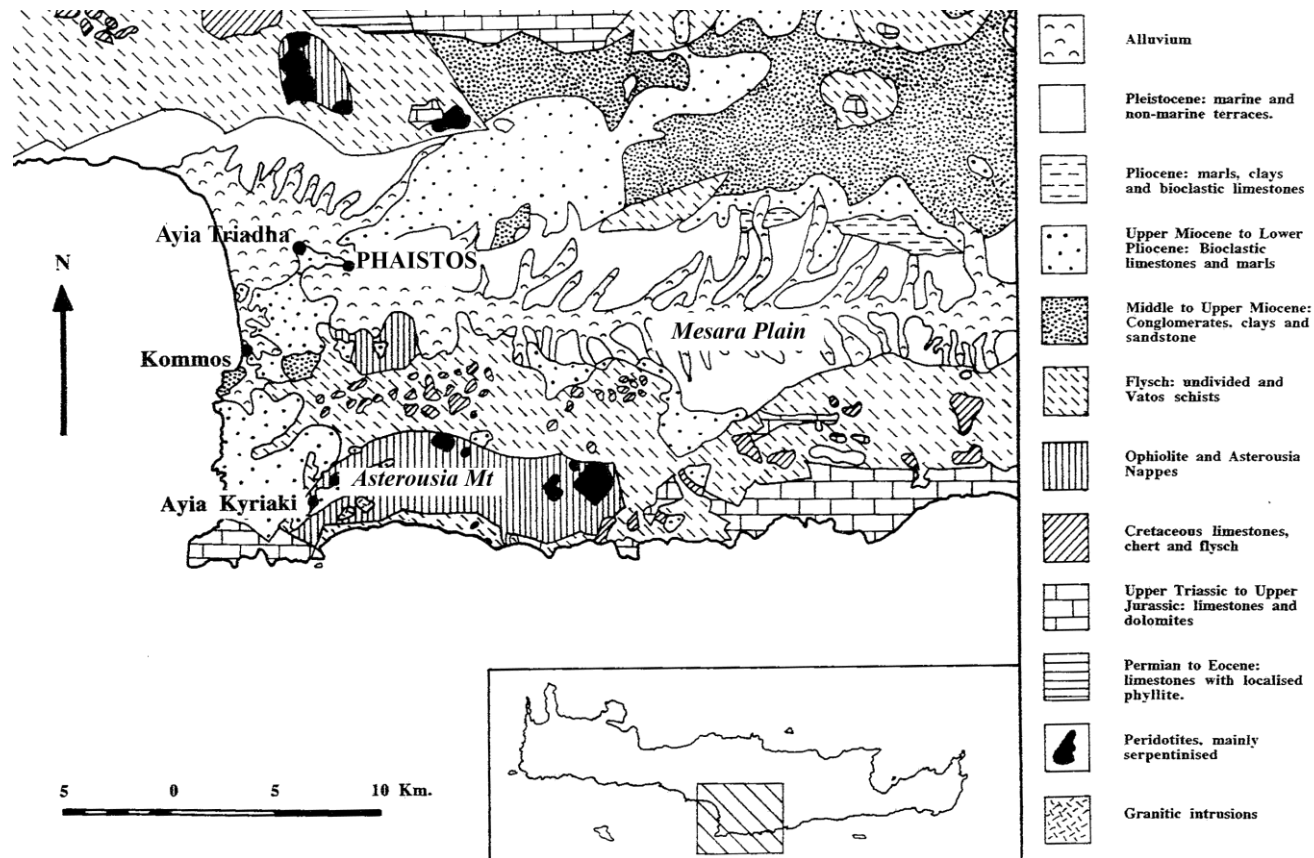 Ayia Triadha
PHAISTOS
N
Mesara Plain
Kommos
Asterousia Mt
Ayia Kyriaki
5 0 5 10 Km.
Alluvium
Pleistocene: marine and
non-marine terraces.
Pliocene: marls, clays
and bioclastic limestones
Upper Miocene to Lower
Pliocene: Bioclastic
limestones and marls
Middle to Upper Miocene:
Conglomerates. clays and
sandstone
Flysch: undivided and
Vatos schists
Ophiolite and Asterousia
Nappes
Cretaceous limestones,
chert and flysch
Upper Triassic to Upper
Jurassic: limestones and
dolomites
Permian to Eocene:
limestones with localised
phyllite.
Peridotites, mainly
serpentinised
Granitic intrusions